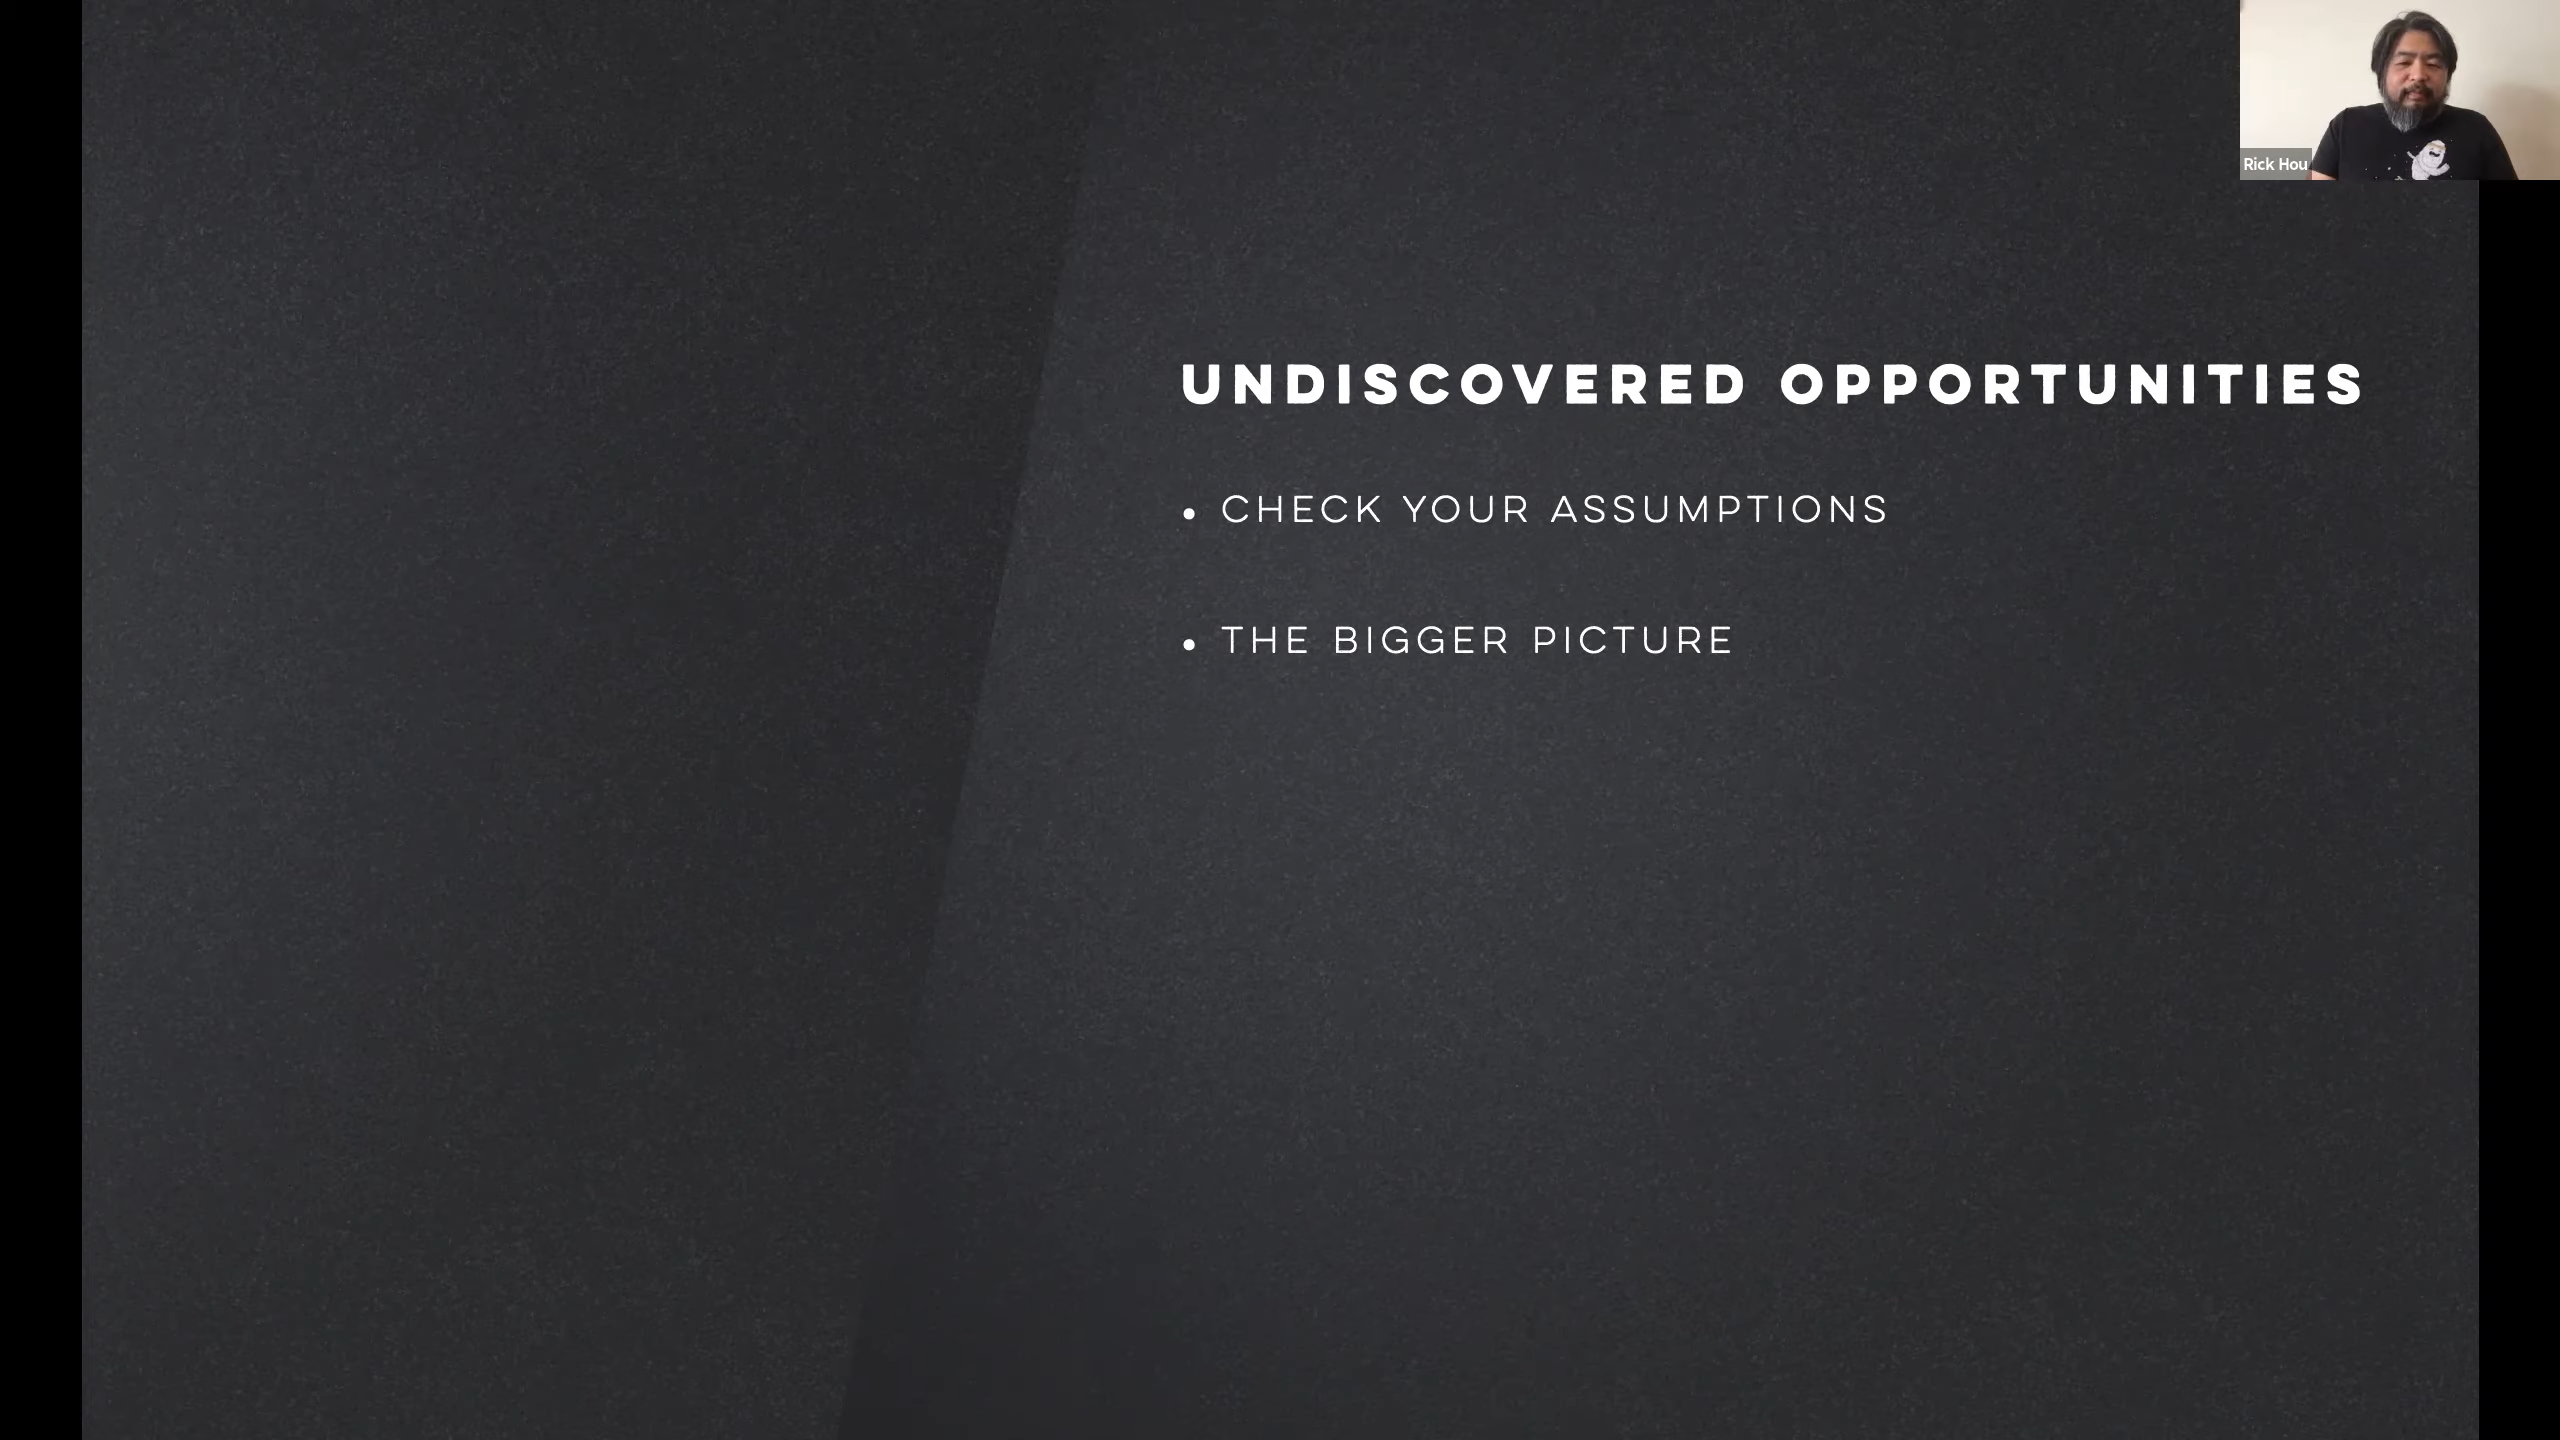 UNDISCOVERED OPPORTUNITIES
• CHECK YOUR ASSUMPTIONS
• THE BIGGER PICTURE
Rick Hou